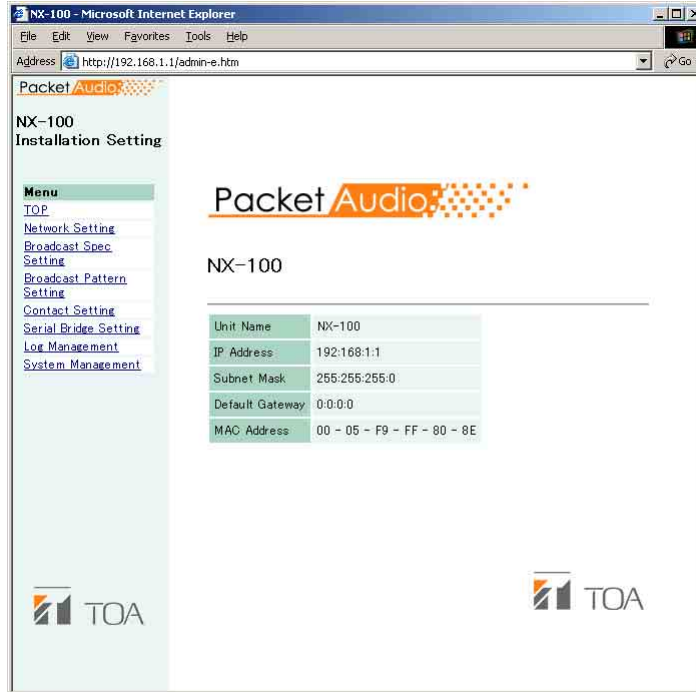 NX-100 - Microsoft Internet Explorer
File Edit View Favorites Tools Help
Address http://192.168.1.1/admin-e.htm Go
Packet Audio
NX-100
Installation Setting
Menu
TOP
Network Setting
Broadcast Spec
Setting
Broadcast Pattern
Setting
Contact Setting
Serial Bridge Setting
Log Management
System Management
TOA
Packet Audio
NX-100
Unit Name NX-100
IP Address 192:168:1:1
Subnet Mask 255:255:255:0
Default Gateway 0:0:0:0
MAC Address 00 - 05 - F9 - FF - 80 - 8E
TOA